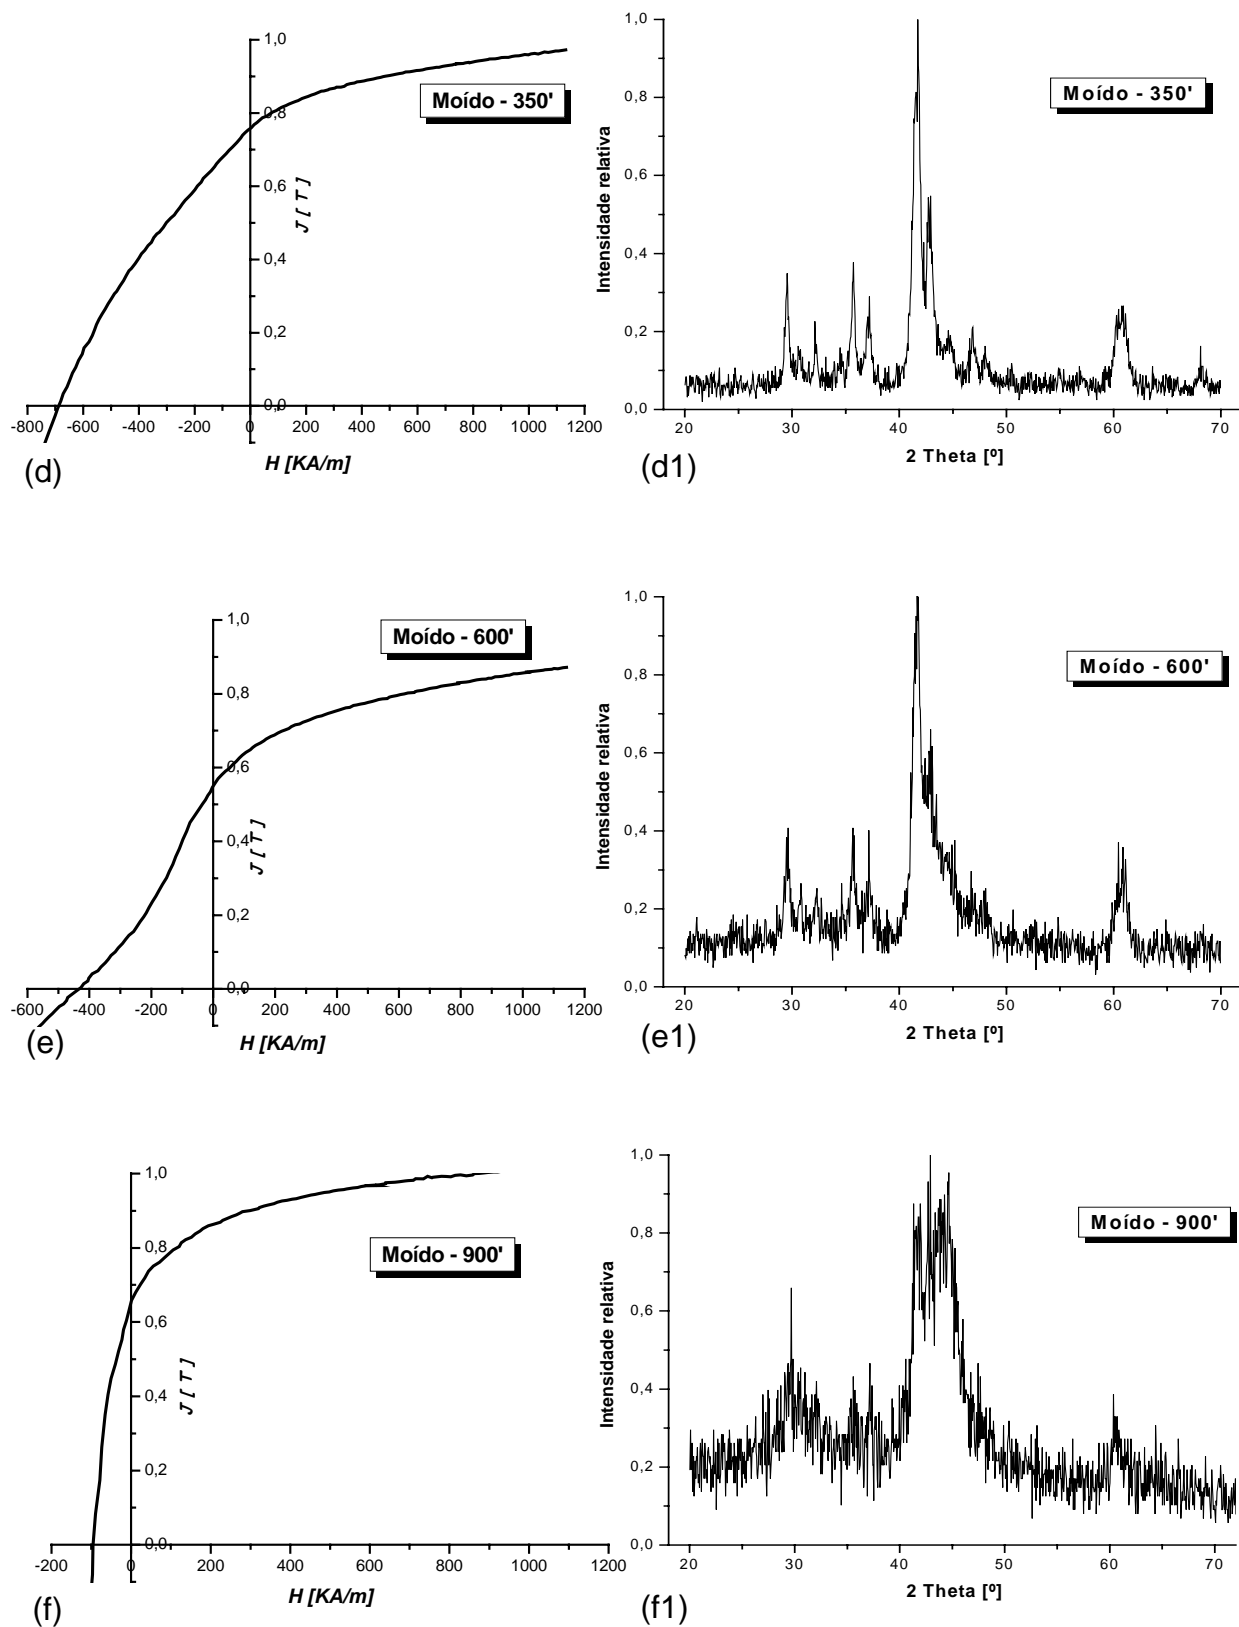 1,0
0,8
0,6
0,4
0,2
0,0
J [ T ]
Moído - 350'
-800 -600 -400 -200 0 200 400 600 800 1000 1200
H [KA/m]
(d)
1,0
0,8
0,6
0,4
0,2
0,0
Intensidade relativa
Moído - 350'
20 30 40 50 60 70
2 Theta [º]
(d1)
1,0
0,8
0,6
0,4
0,2
0,0
J [ T ]
Moído - 600'
-600 -400 -200 0 200 400 600 800 1000 1200
H [KA/m]
(e)
1,0
0,8
0,6
0,4
0,2
0,0
Intensidade relativa
Moído - 600'
20 30 40 50 60 70
2 Theta [º]
(e1)
1,0
0,8
0,6
0,4
0,2
0,0
J [ T ]
Moído - 900'
-200 0 200 400 600 800 1000 1200
H [KA/m]
(f)
1,0
0,8
0,6
0,4
0,2
0,0
Intensidade relativa
Moído - 900'
20 30 40 50 60 70
2 Theta [º]
(f1)